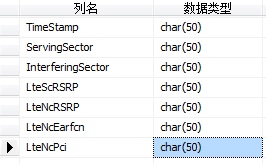 列名 数据类型
TimeStamp char(50)
ServingSector char(50)
InterferingSector char(50)
LteScRSRP char(50)
LteNcRSRP char(50)
LteNcEarfcn char(50)
LteNcPci char(50)